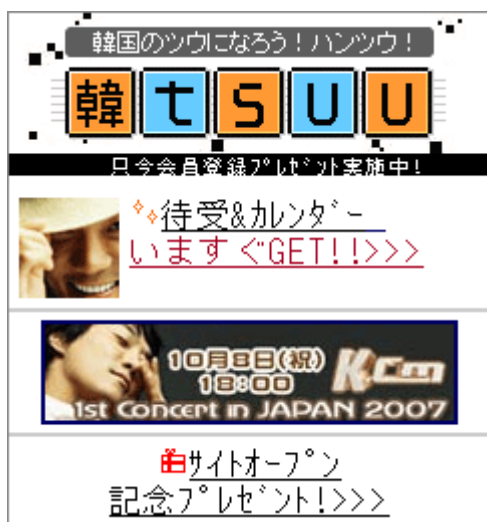 韓国のツウになろう！ハンツウ！
韓tSUU
只今会員登録ﾌﾟﾚｾﾞﾝﾄ実施中!
待受&ｶﾚﾝﾀﾞｰ
いますぐGET!!>>>
10月8日(祝)
18:00
Kcm
1st Concert in JAPAN 2007
サイトオープン
記念ﾌﾟﾚｾﾞﾝﾄ!>>>